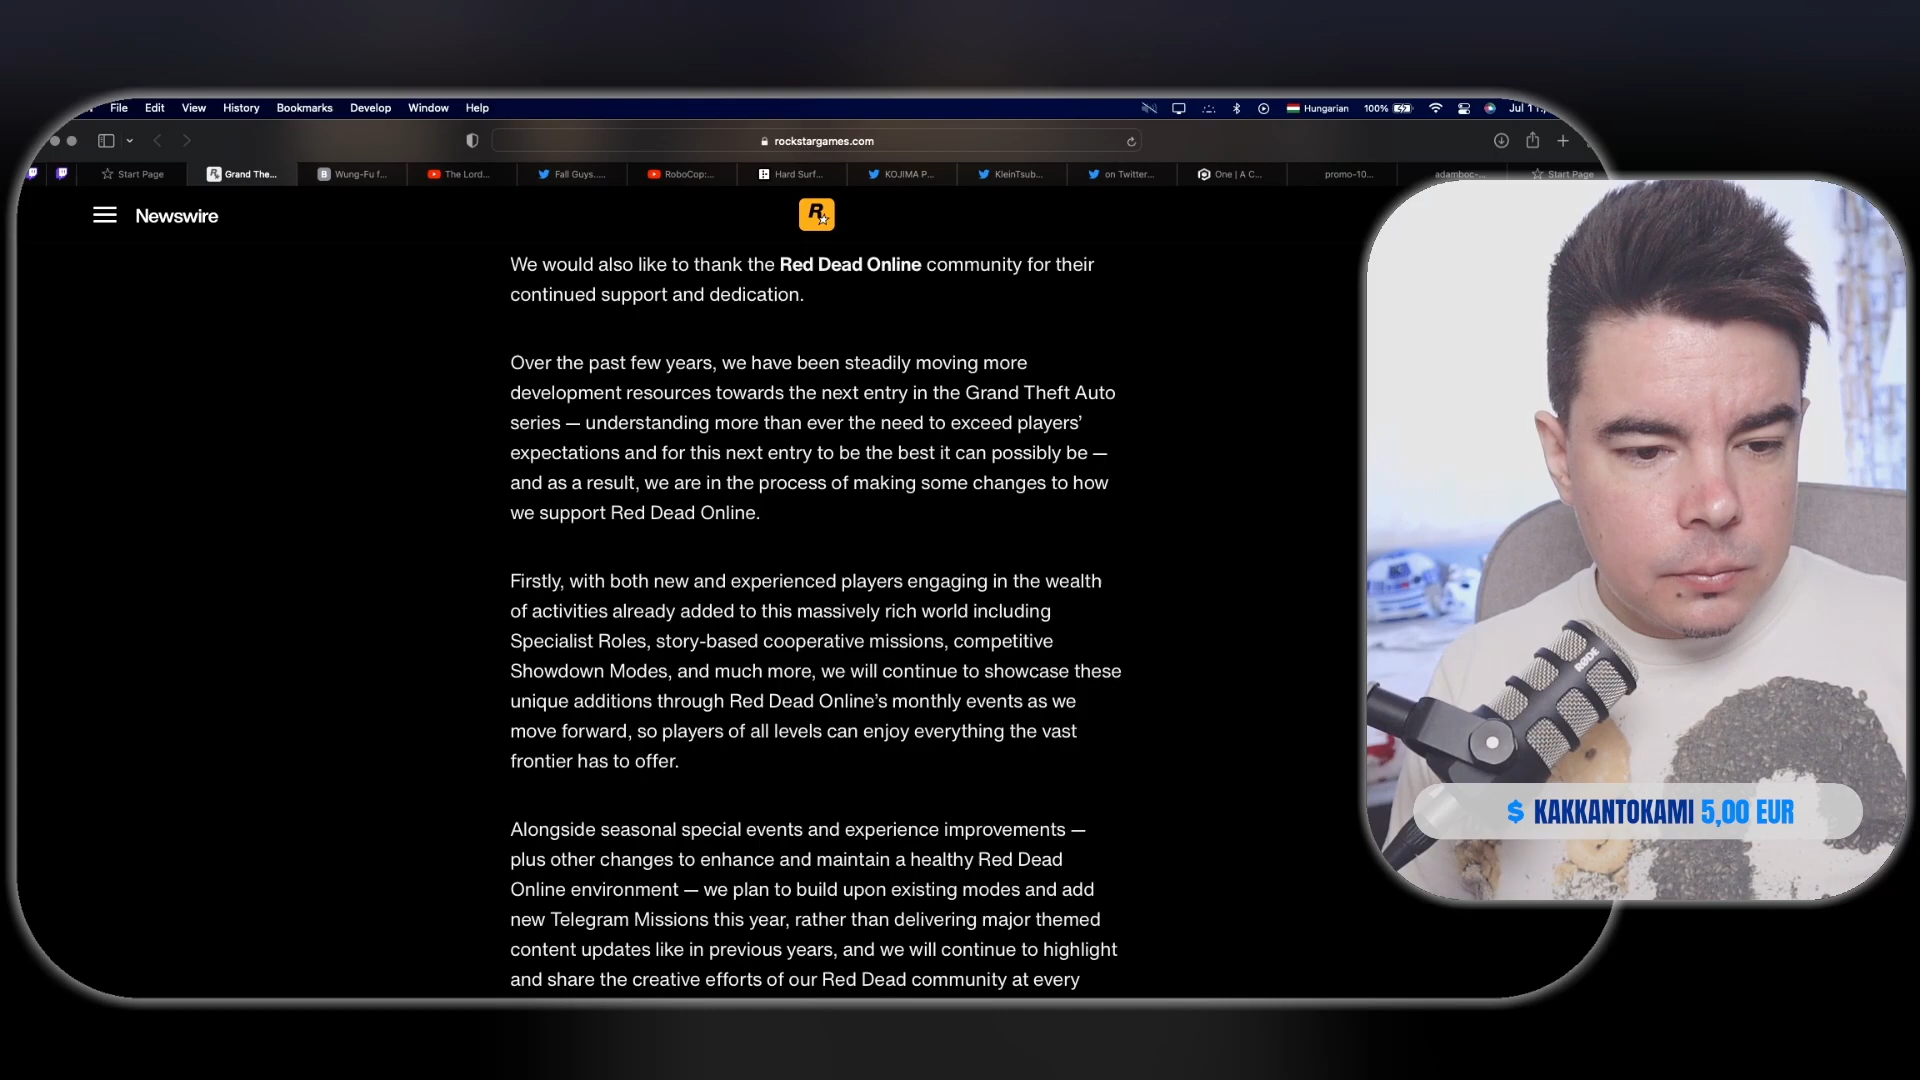 File Edit View History Bookmarks Develop Window Help
Hungarian 100%
rockstargames.com
Start Page Grand The... Wung-Fu f... The Lord... Fall Guys.... RoboCop:... Hard Surf... KOJIMA P... KleinTsub... on Twitter... One | A C... promo-10... adamboc-... Start Page
Newswire
We would also like to thank the Red Dead Online community for their
continued support and dedication.
Over the past few years, we have been steadily moving more
development resources towards the next entry in the Grand Theft Auto
series — understanding more than ever the need to exceed players’
expectations and for this next entry to be the best it can possibly be —
and as a result, we are in the process of making some changes to how
we support Red Dead Online.
Firstly, with both new and experienced players engaging in the wealth
of activities already added to this massively rich world including
Specialist Roles, story-based cooperative missions, competitive
Showdown Modes, and much more, we will continue to showcase these
unique additions through Red Dead Online’s monthly events as we
move forward, so players of all levels can enjoy everything the vast
frontier has to offer.
Alongside seasonal special events and experience improvements —
plus other changes to enhance and maintain a healthy Red Dead
Online environment — we plan to build upon existing modes and add
new Telegram Missions this year, rather than delivering major themed
content updates like in previous years, and we will continue to highlight
and share the creative efforts of our Red Dead community at every
RØDE
$ KAKKANTOKAMI 5,00 EUR